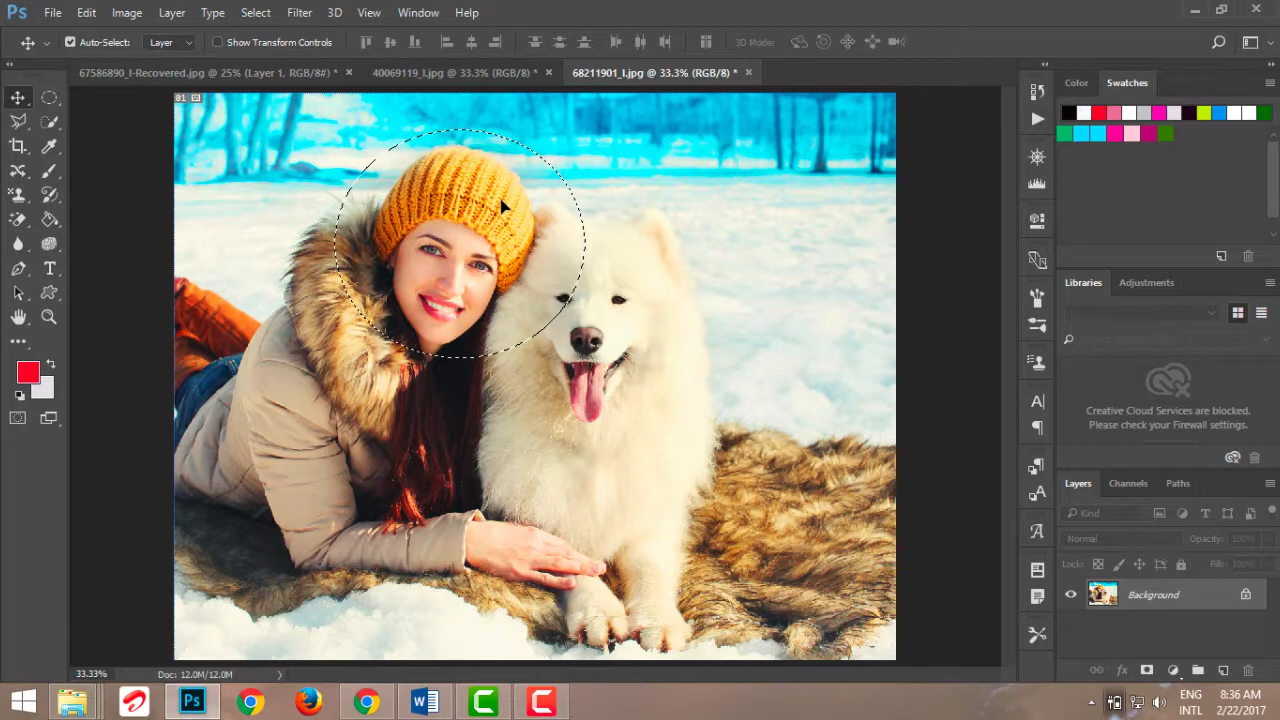 Ps File Edit Image Layer Type Select Filter 3D View Window Help
Auto-Select: Layer Show Transform Controls 3D Mode:
67586890_l-Recovered.jpg @ 25% (Layer 1, RGB/8#) * × 40069119_l.jpg @ 33.3% (RGB/8) * × 68211901_l.jpg @ 33.3% (RGB/8) * ×
Color Swatches
01
Libraries Adjustments
Creative Cloud Services are blocked.
Please check your Firewall settings.
Layers Channels Paths
Kind
Normal Opacity: 100%
Lock: Fill: 100%
Background
33.33% Doc: 12.0M/12.0M
Ps
ENG 8:36 AM
INTL 2/22/2017